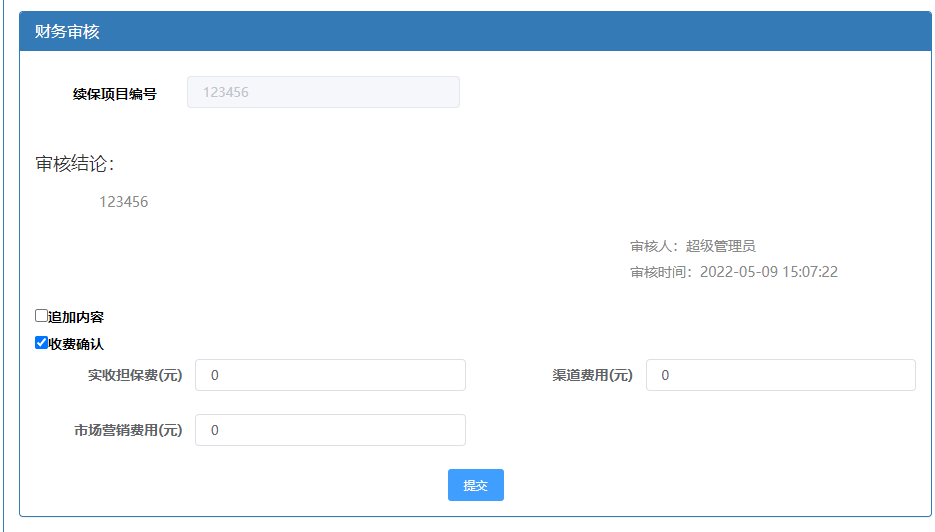 财务审核
续保项目编号 123456
审核结论：
123456
审核人：超级管理员
审核时间：2022-05-09 15:07:22
追加内容
收费确认
实收担保费(元) 0 渠道费用(元) 0
市场营销费用(元) 0
提交